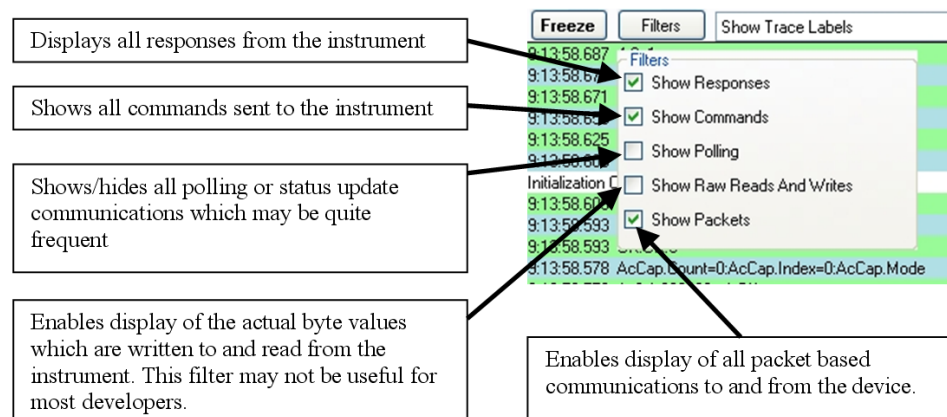 Displays all responses from the instrument
Shows all commands sent to the instrument
Shows/hides all polling or status update
communications which may be quite
frequent
Enables display of the actual byte values
which are written to and read from the
instrument. This filter may not be useful for
most developers.
Freeze
Filters
Show Trace Labels
9:13:58.687
Filters
Show Responses
9:13:58.671
Show Commands
9:13:58.625
Show Polling
Initialization
Show Raw Reads And Writes
Show Packets
9:13:58.593
9:13:58.593
9:13:58.578 AcCap.Count=0:AcCap.Index=0:AcCap.Mode
Enables display of all packet based
communications to and from the device.